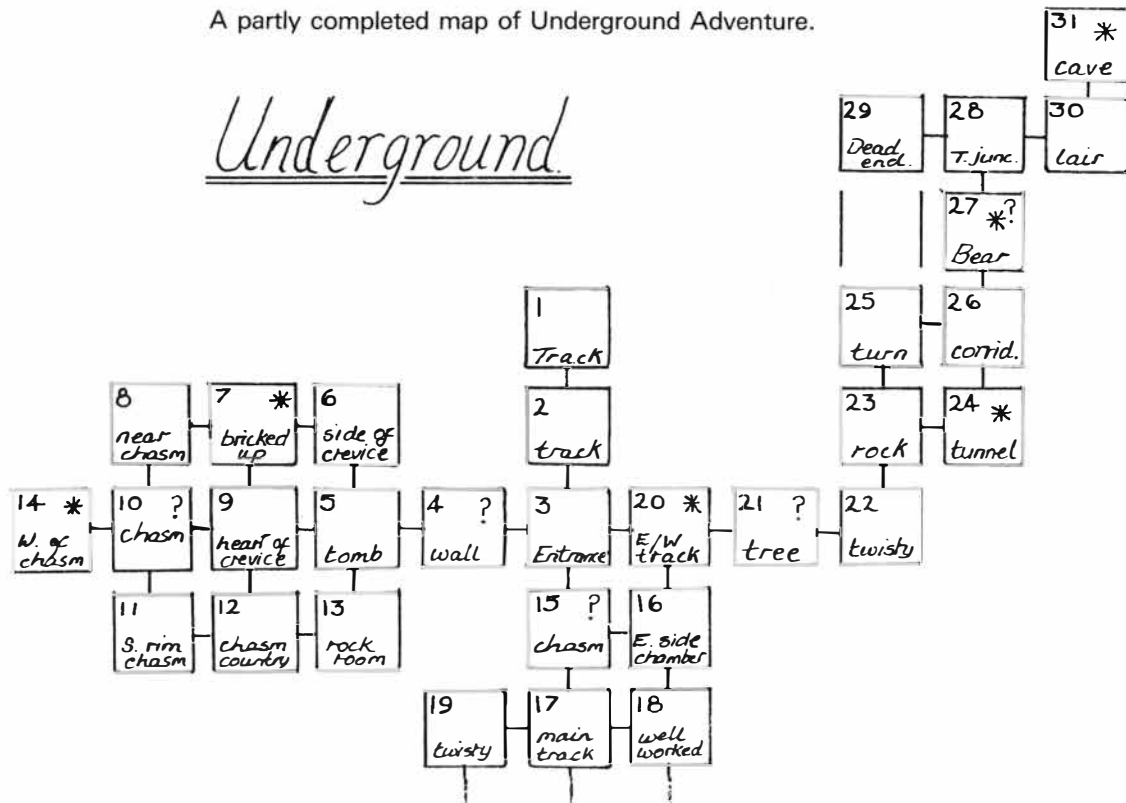 A partly completed map of Underground Adventure.
Underground.
31 *
cave
29
Dead
end.
28
T. junc.
30
lair
27 *?
Bear
1
Track
25
turn
26
corrid.
8
near
chasm
7 *
bricked
up
6
side of
crevice
2
track
23
rock
24 *
tunnel
14 *
W. of
chasm
10 ?
chasm
9
heart of
crevice
5
tomb
4 ?
wall
3
Entrance
20 *
E/W
track
21 ?
tree
22
twisty
11
S. rim
chasm
12
chasm
country
13
rock
room
15 ?
chasm
16
E. side
chamber
19
twisty
17
main
track
18
well
worked